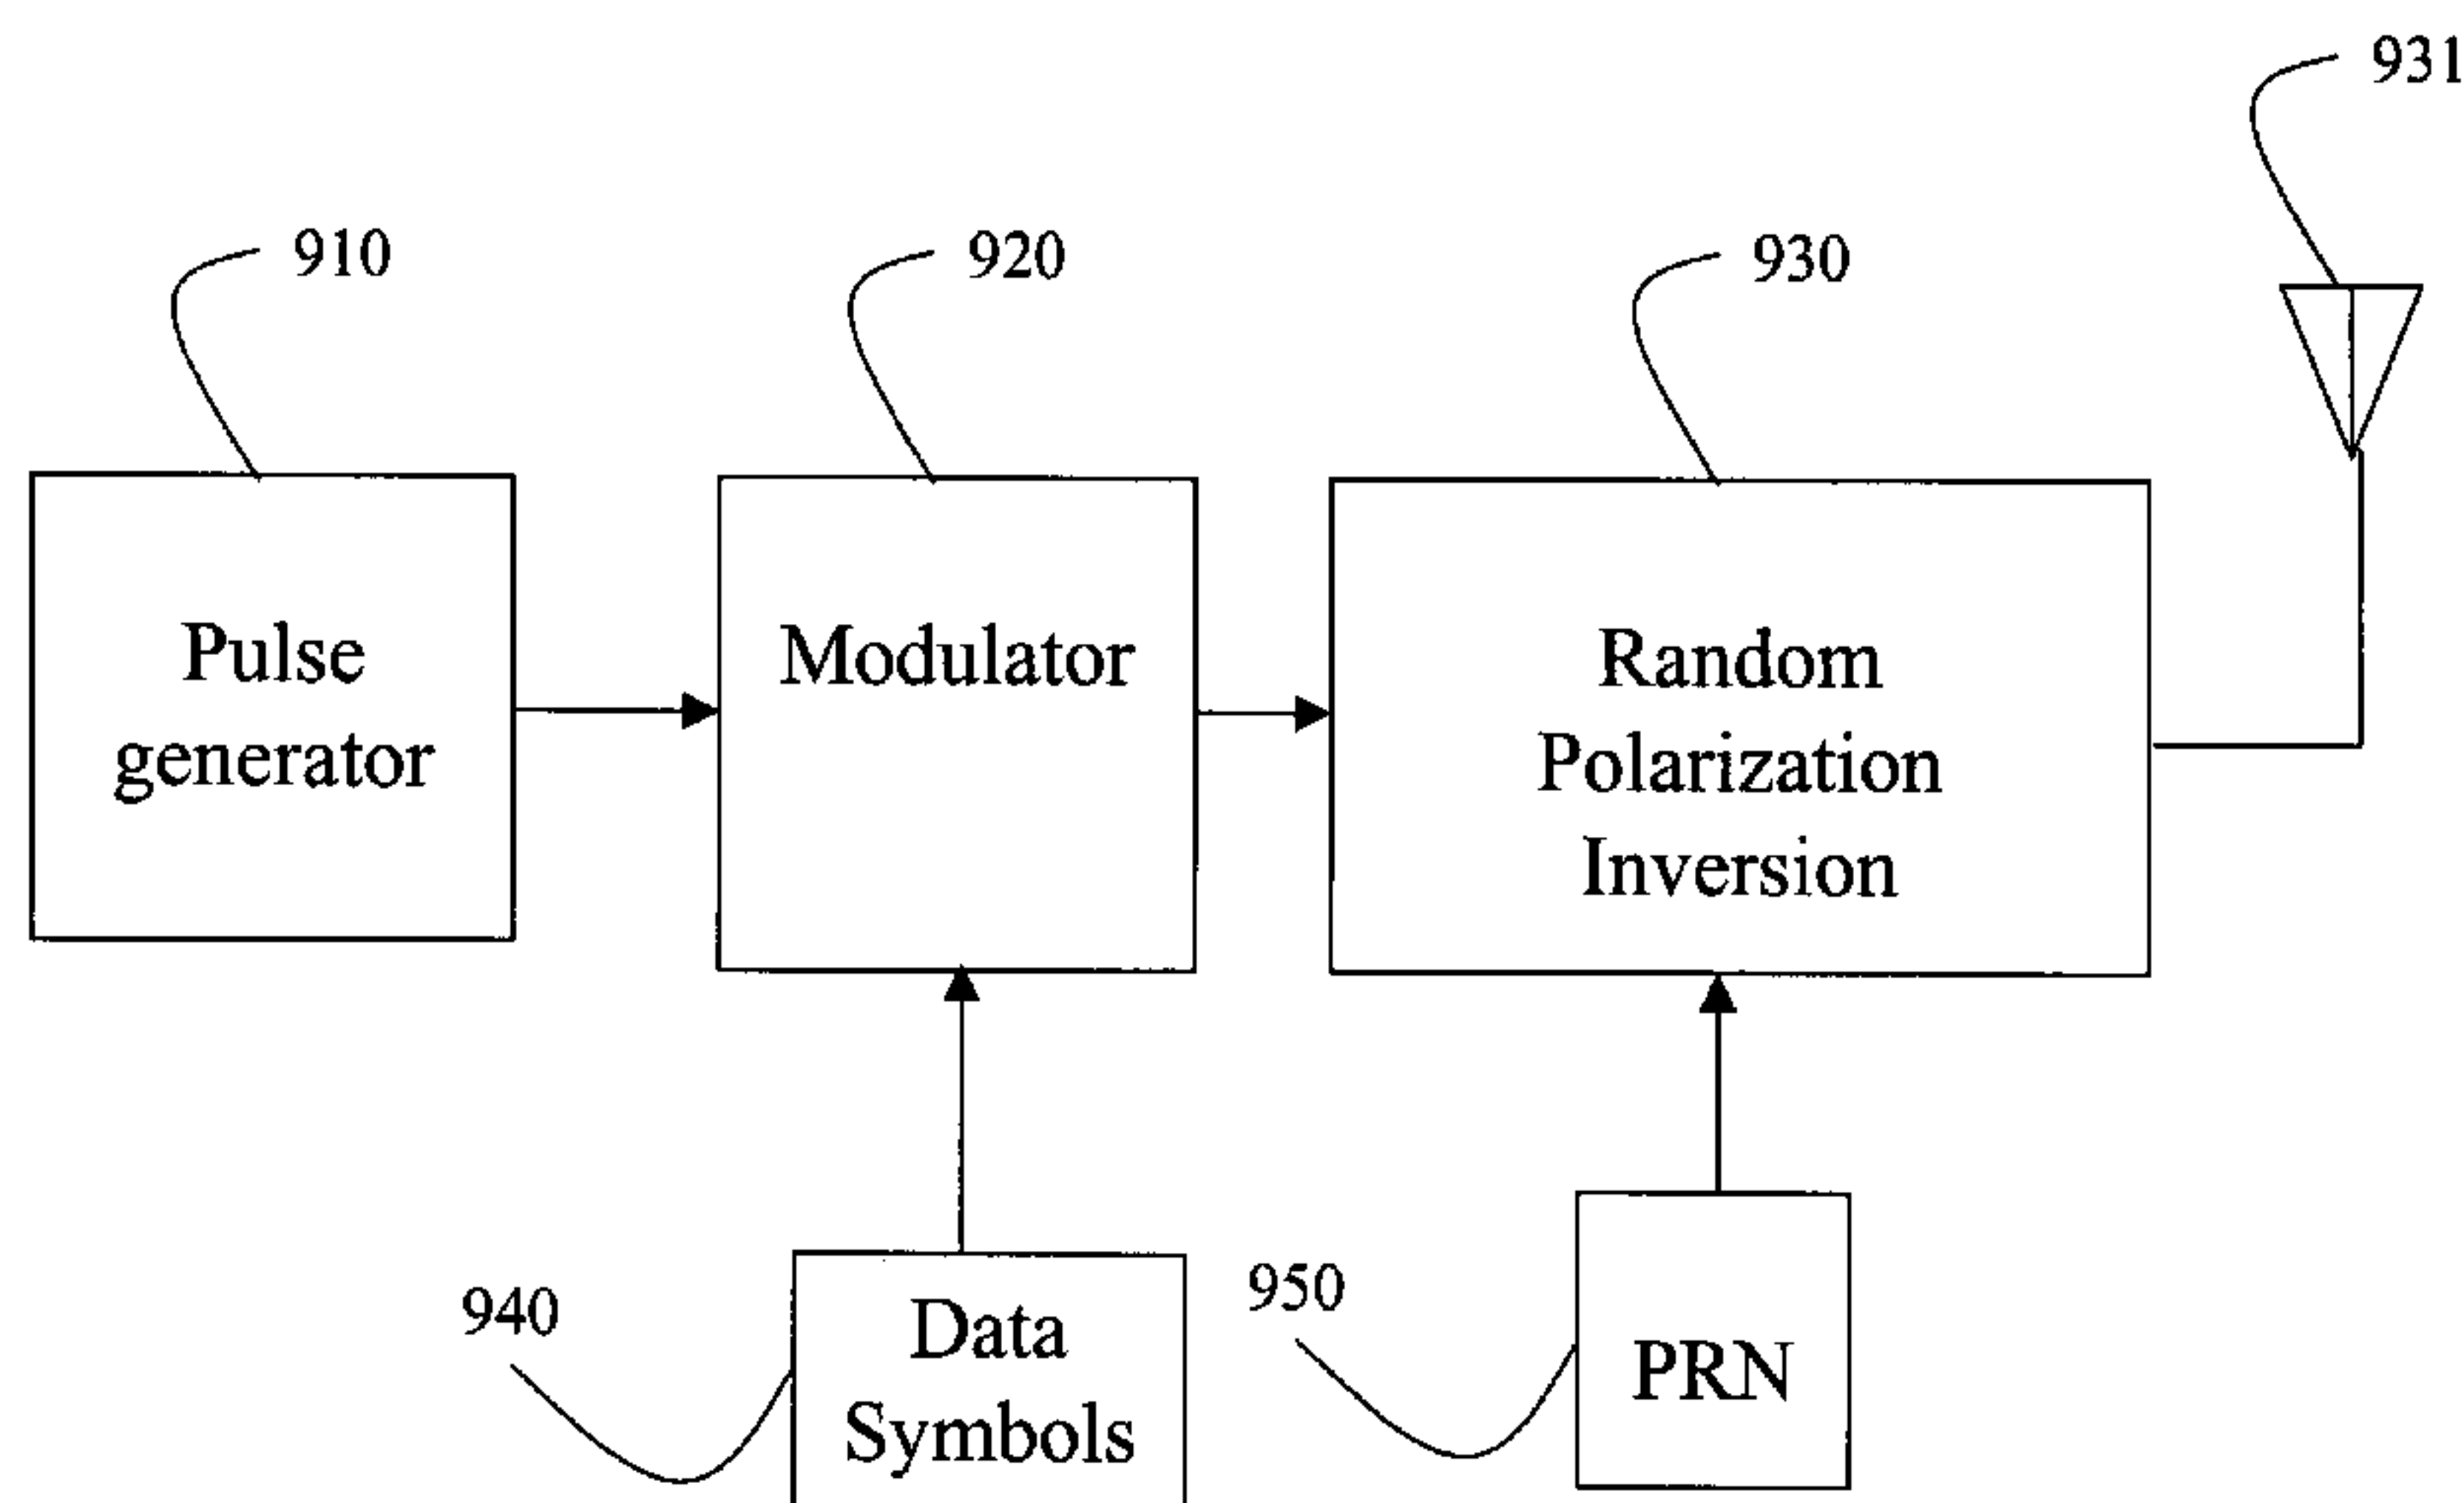 931
910
920
930
Pulse
generator
Modulator
Random
Polarization
Inversion
940
Data
Symbols
950
PRN